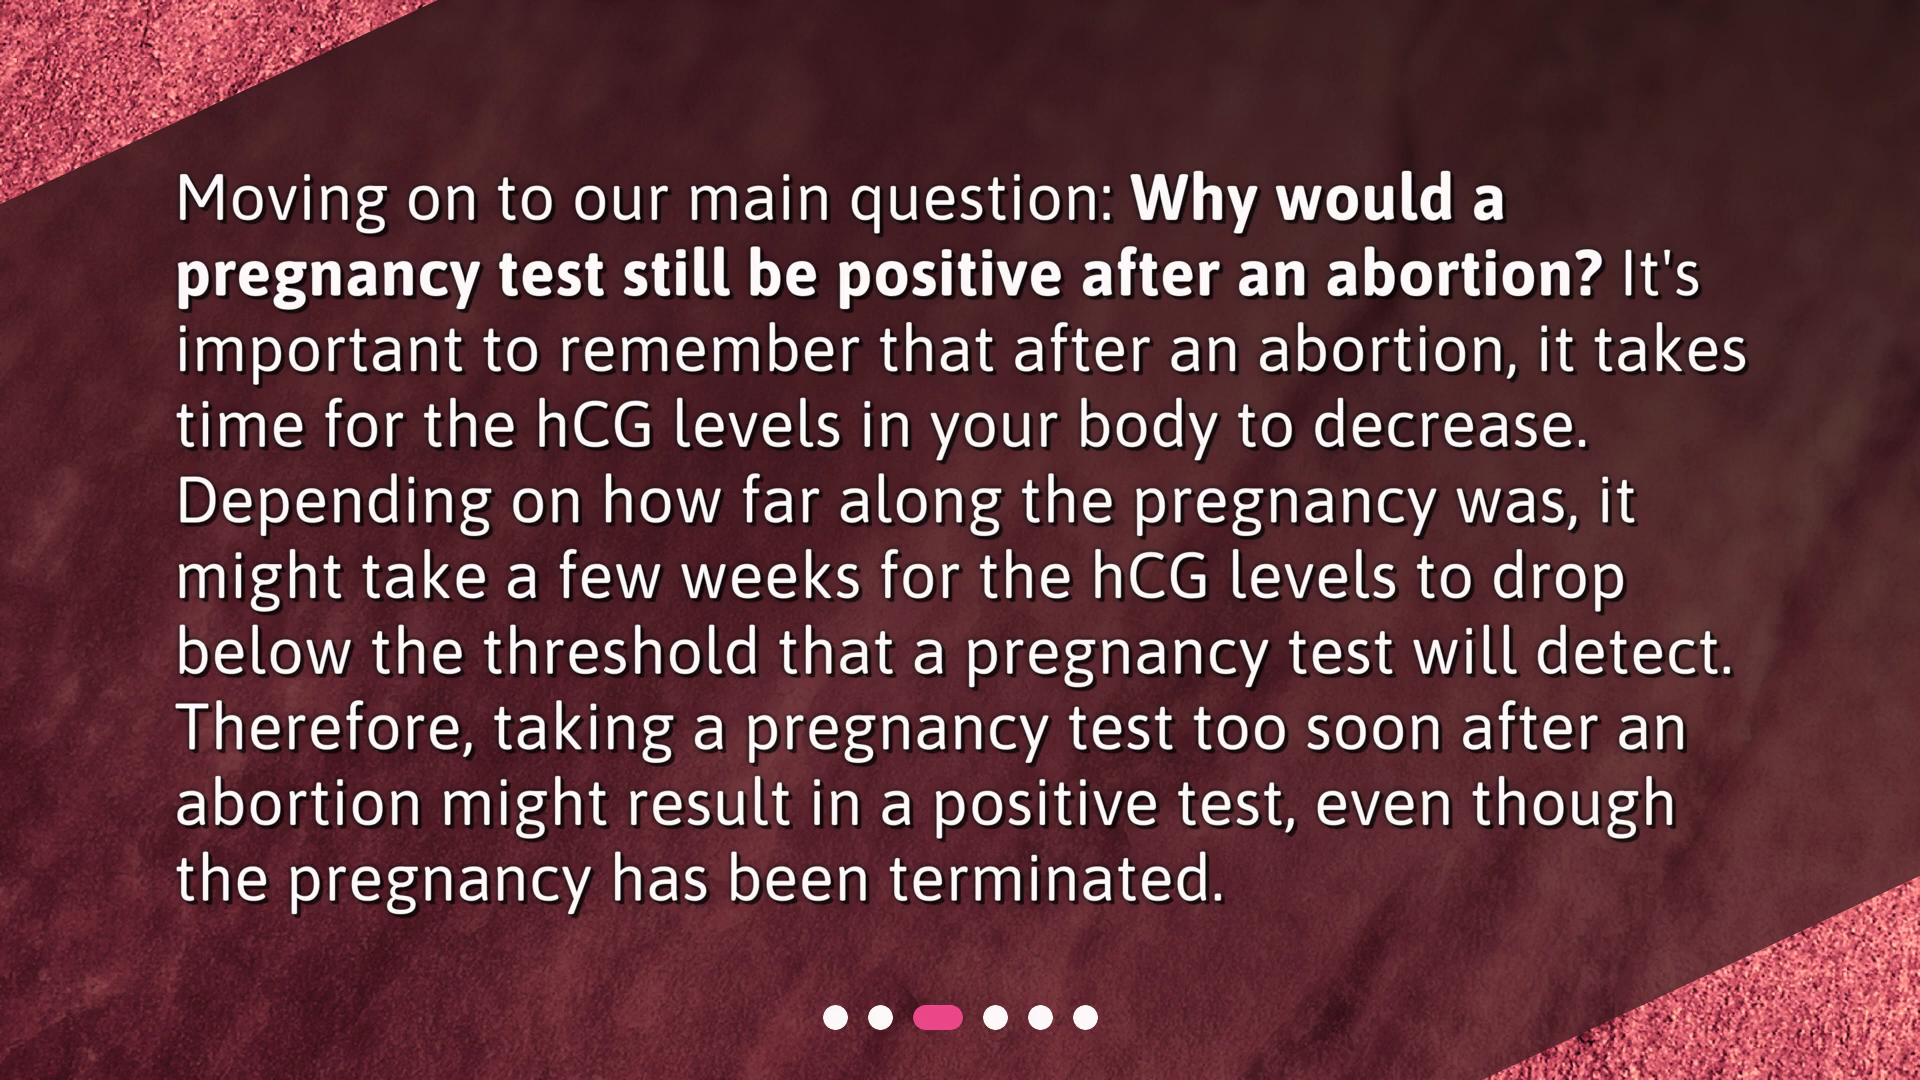 Moving on to our main question: Why would a
pregnancy test still be positive after an abortion? It's
important to remember that after an abortion, it takes
time for the hCG levels in your body to decrease.
Depending on how far along the pregnancy was, it
might take a few weeks for the hCG levels to drop
below the threshold that a pregnancy test will detect.
Therefore, taking a pregnancy test too soon after an
abortion might result in a positive test, even though
the pregnancy has been terminated.